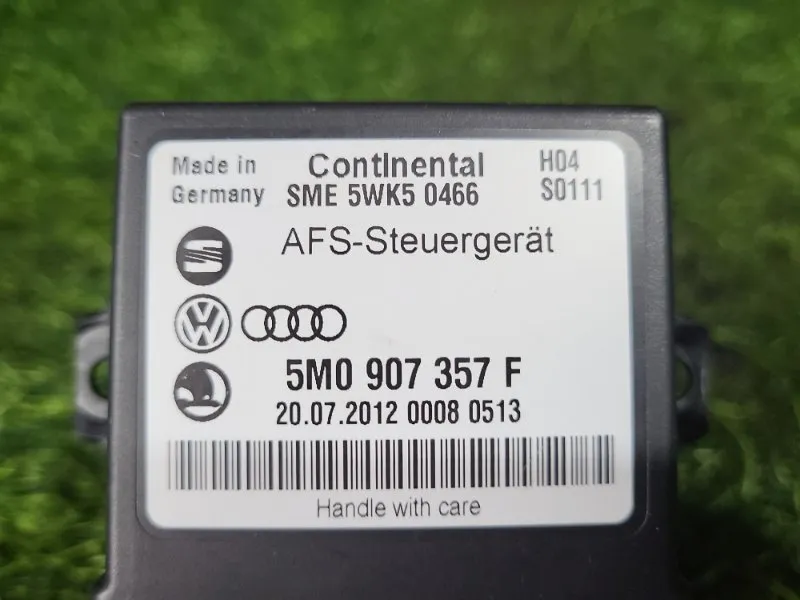 Made in Germany
Continental
H04
SME 5WK5 0466
S0111
AFS-Steuergerät
5M0 907 357 F
20.07.2012 0008 0513
Handle with care